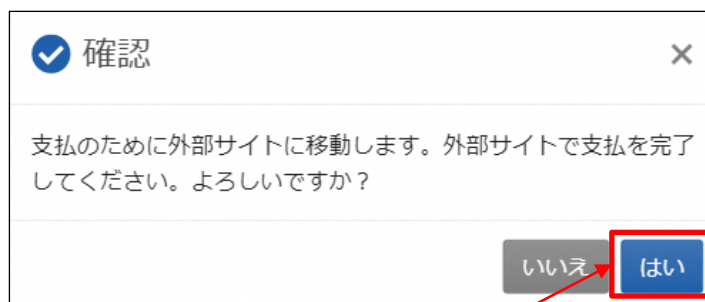 確認
支払のために外部サイトに移動します。外部サイトで支払を完了
してください。よろしいですか？
いいえ はい